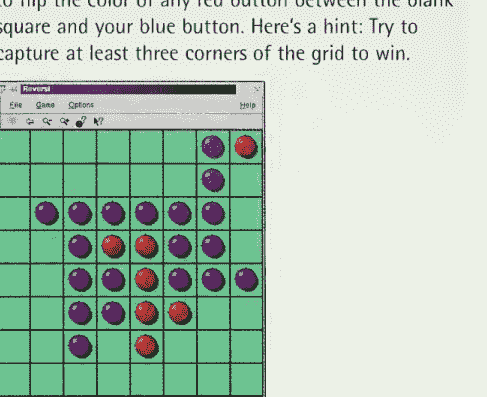 to flip the color of any red button between the blank
square and your blue button. Here's a hint: Try to
capture at least three corners of the grid to win.
Reversi
File Game Options Help